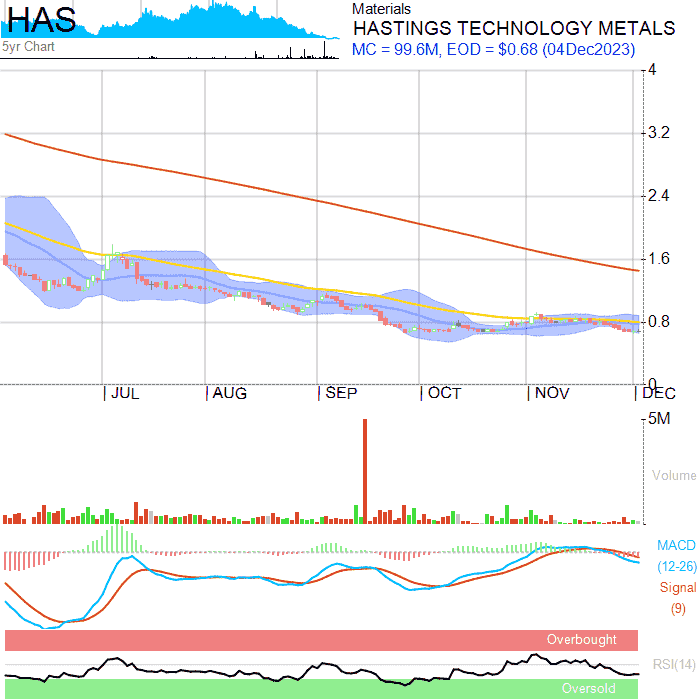 HAS
Materials
HASTINGS TECHNOLOGY METALS
5yr Chart
MC = 99.6M, EOD = $0.68 (04Dec2023)
4
3.2
2.4
1.6
0.8
0
JUL
AUG
SEP
OCT
NOV
DEC
5M
Volume
MACD
(12-26)
Signal
(9)
Overbought
RSI(14)
Oversold